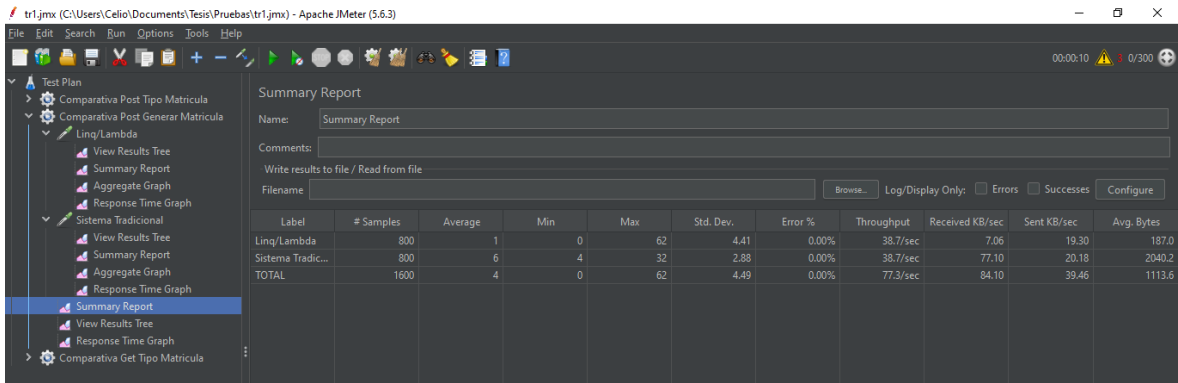 tr1.jmx (C:\Users\Celio\Documents\Tesis\Pruebas\tr1.jmx) - Apache JMeter (5.6.3)
File Edit Search Run Options Tools Help
00:00:10 1 0/300
Test Plan
Comparativa Post Tipo Matricula
Comparativa Post Generar Matricula
Linq/Lambda
View Results Tree
Summary Report
Aggregate Graph
Response Time Graph
Sistema Tradicional
View Results Tree
Summary Report
Aggregate Graph
Response Time Graph
Summary Report
View Results Tree
Response Time Graph
Comparativa Get Tipo Matricula
Summary Report
Name: Summary Report
Comments:
Write results to file / Read from file
Filename Browse... Log/Display Only: Errors Successes Configure
Label # Samples Average Min Max Std. Dev. Error % Throughput Received KB/sec Sent KB/sec Avg. Bytes
Linq/Lambda 800 1 0 62 4.41 0.00% 38.7/sec 7.06 19.30 187.0
Sistema Tradic... 800 6 4 32 2.88 0.00% 38.7/sec 77.10 20.18 2040.2
TOTAL 1600 4 0 62 4.49 0.00% 77.3/sec 84.10 39.46 1113.6